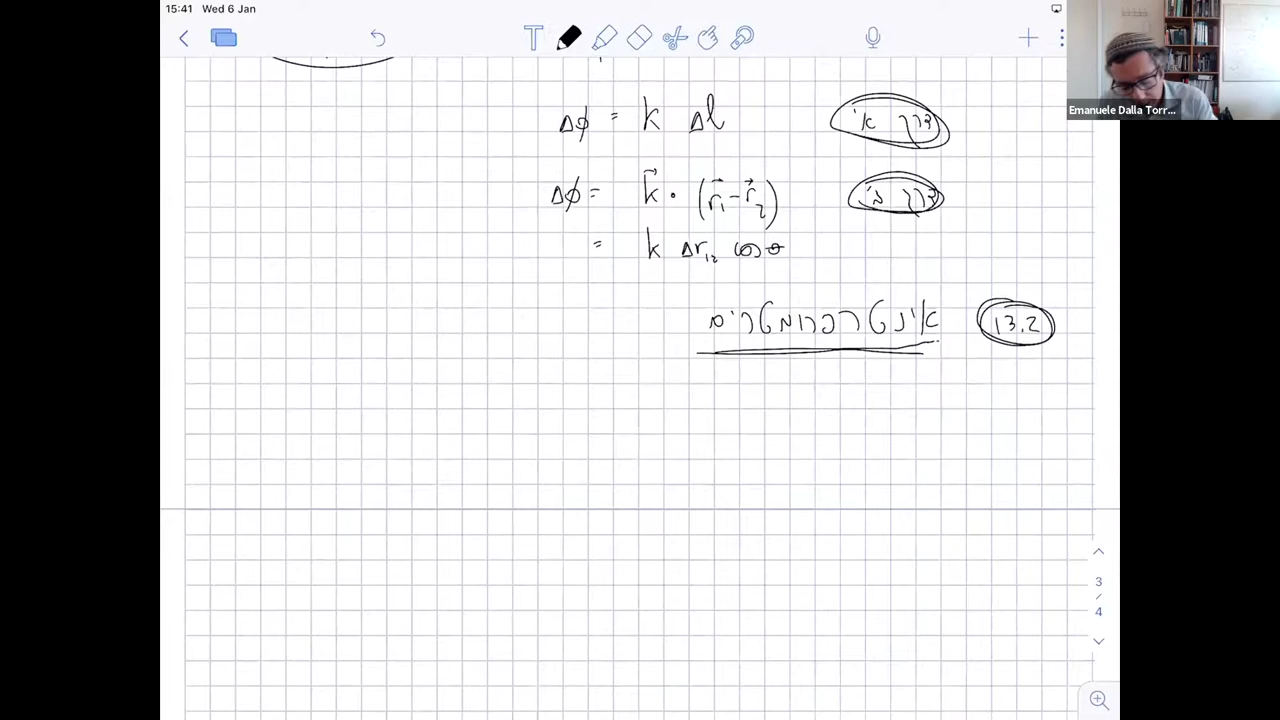 15:41 Wed 6 Jan
T
Emanuele Dalla Torr...
Δϕ = k Δl דרך א'
Δϕ = k⃗ · (r⃗₁ - r⃗₂) דרך ב'
= k Δr₁₂ cos θ
13.2 אינטרפרומטרים
3
/
4